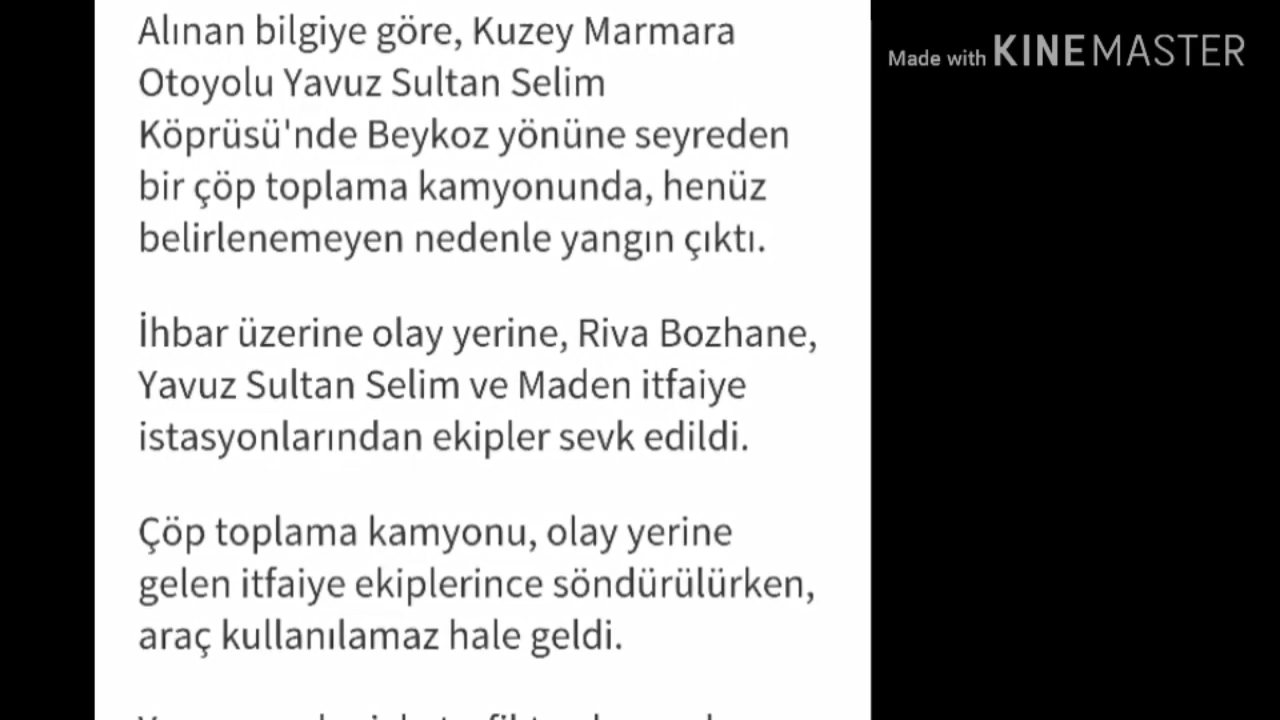 Alınan bilgiye göre, Kuzey Marmara
Otoyolu Yavuz Sultan Selim
Köprüsü'nde Beykoz yönüne seyreden
bir çöp toplama kamyonunda, henüz
belirlenemeyen nedenle yangın çıktı.
İhbar üzerine olay yerine, Riva Bozhane,
Yavuz Sultan Selim ve Maden itfaiye
istasyonlarından ekipler sevk edildi.
Çöp toplama kamyonu, olay yerine
gelen itfaiye ekiplerince söndürülürken,
araç kullanılamaz hale geldi.
Made with KINEMASTER